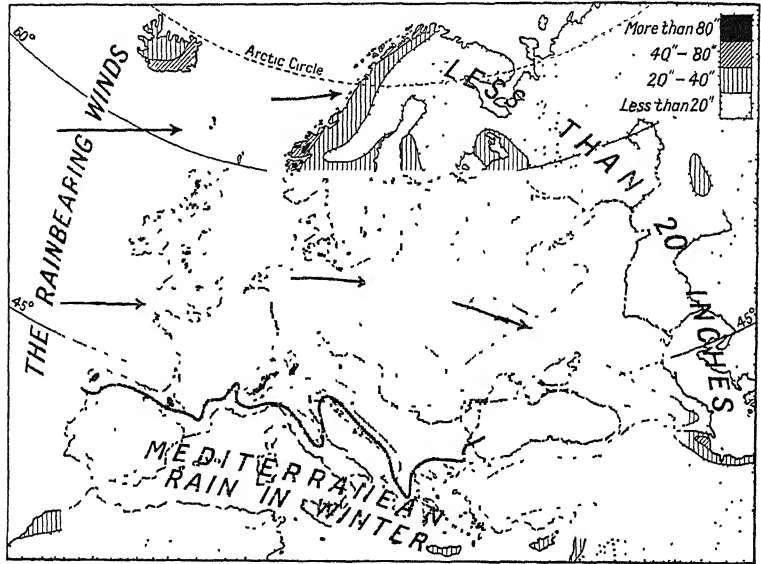 60°
Arctic Circle
More than 80"
40"-80"
20"-40"
Less than 20"
THE RAINBEARING WINDS
LESS THAN 20 INCHES
45°
45°
MEDITERRANEAN
RAIN IN WINTER